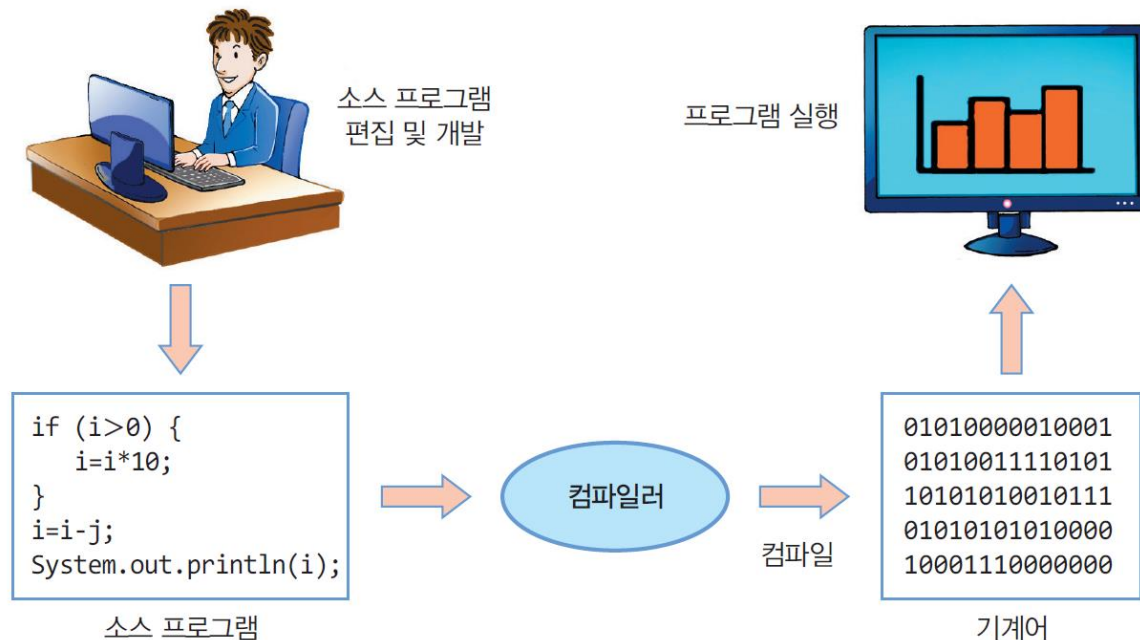 소스 프로그램
편집 및 개발
프로그램 실행
if (i>0) {
i=i*10;
}
i=i-j;
System.out.println(i);
소스 프로그램
컴파일러
컴파일
01010000010001
01010011110101
10101010010111
01010101010000
10001110000000
기계어